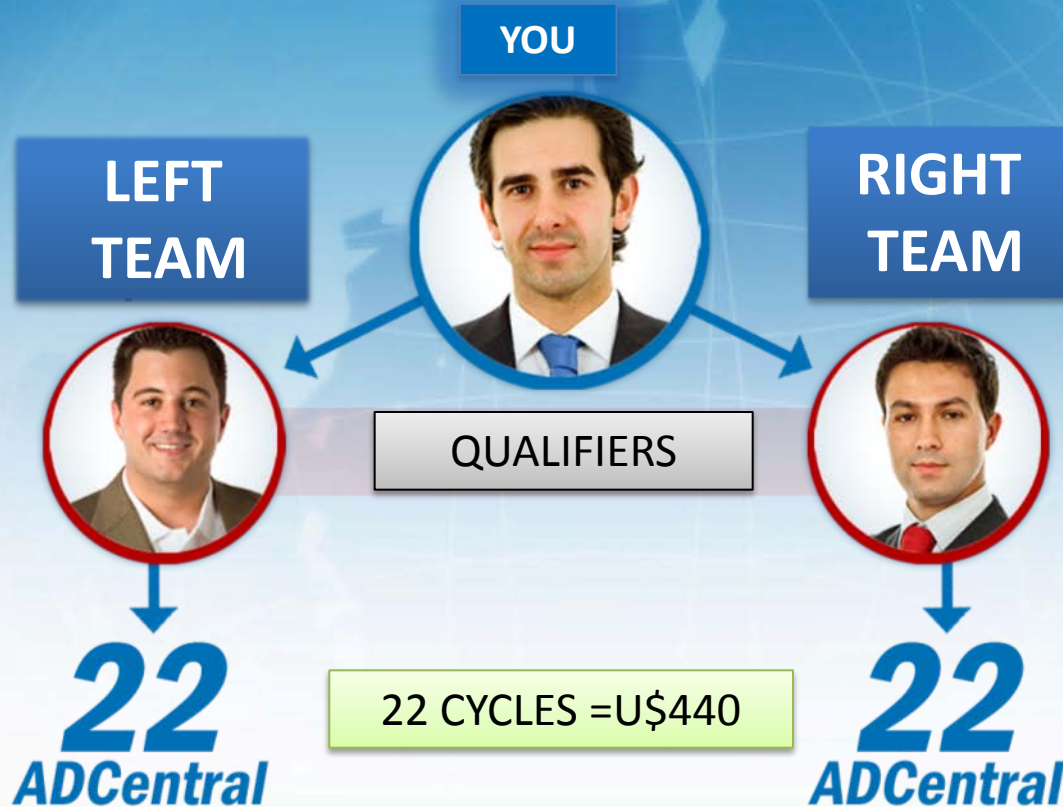 YOU
LEFT
TEAM
RIGHT
TEAM
QUALIFIERS
22
ADCentral
22 CYCLES =U$440
22
ADCentral